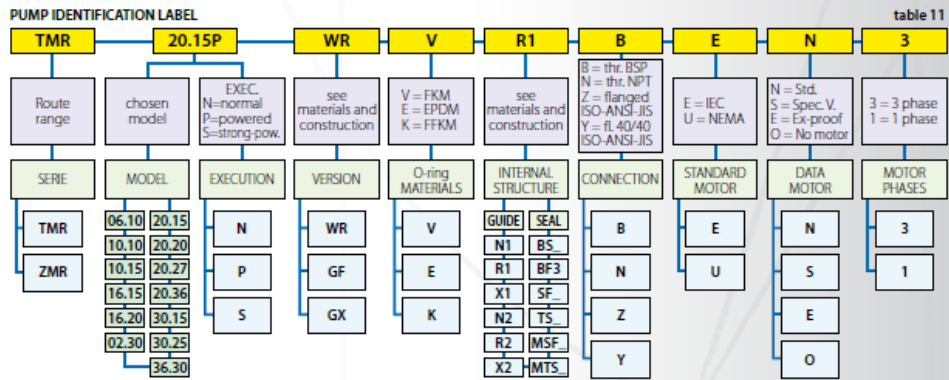 PUMP IDENTIFICATION LABEL table 11
TMR 20.15P WR V R1 B E N 3
Route
range
chosen
model
EXEC.
N=normal
P=powered
S=strong-pow.
see
materials and
construction
V = FKM
E = EPDM
K = FFKM
see
materials and
construction
B = thr. BSP
N = thr. NPT
Z = flanged
ISO-ANSI-JIS
Y = fl. 40/40
ISO-ANSI-JIS
E = IEC
U = NEMA
N = Std.
S = Spec. V.
E = Ex-proof
O = No motor
3 = 3 phase
1 = 1 phase
SERIE
MODEL
EXECUTION
VERSION
O-ring
MATERIALS
INTERNAL
STRUCTURE
CONNECTION
STANDARD
MOTOR
DATA
MOTOR
MOTOR
PHASES
TMR
ZMR
06.10 20.15
10.10 20.20
10.15 20.27
16.15 20.36
16.20 30.15
02.30 30.25
36.30
N
P
S
WR
GF
GX
V
E
K
GUIDE SEAL
N1 BS_
R1 BF3
X1 SF_
N2 TS_
R2 MSF_
X2 MTS_
B
N
Z
Y
E
U
N
S
E
O
3
1